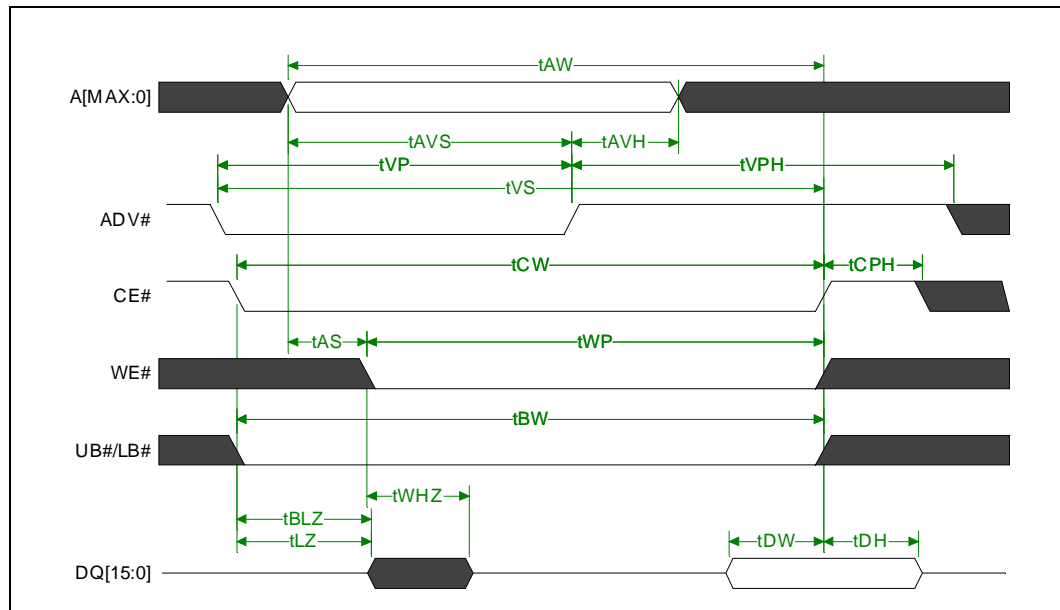 tAW
A[MAX:0]
tAVS
tAVH
tVP
tVPH
tVS
ADV#
tCW
tCPH
CE#
tAS
tWP
WE#
tBW
UB#/LB#
tWHZ
tBLZ
tLZ
tDW
tDH
DQ[15:0]